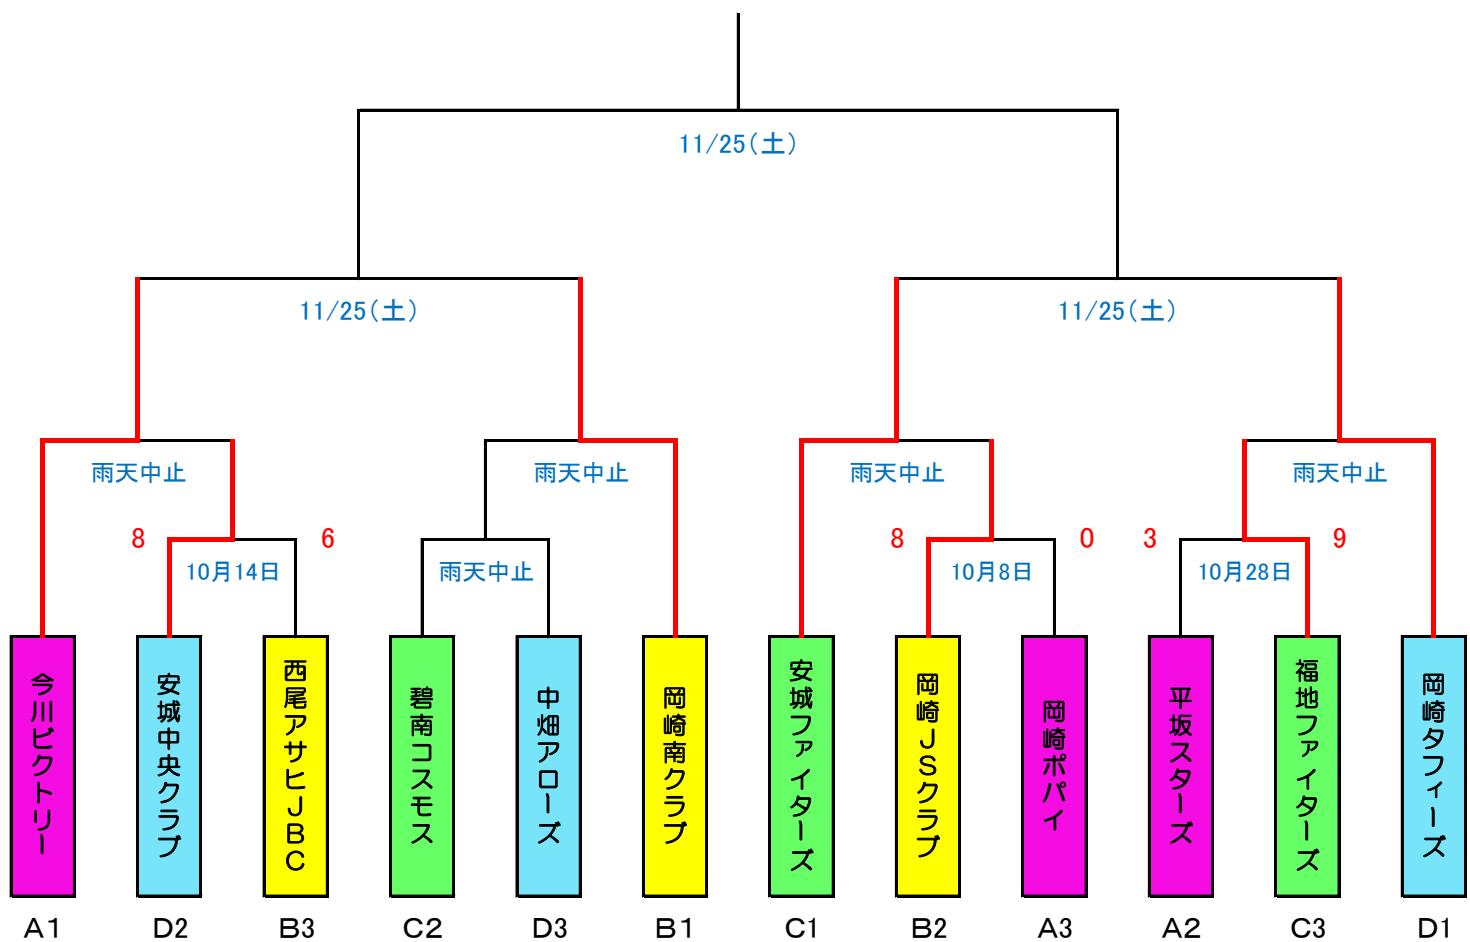 11/25(土)
11/25(土)
11/25(土)
雨天中止
雨天中止
雨天中止
雨天中止
8
6
8
0
3
9
10月14日
雨天中止
10月8日
10月28日
今川ビクトリー
安城中央クラブ
西尾アサヒJBC
碧南コスモス
中畑アローズ
岡崎南クラブ
安城ファイターズ
岡崎JSクラブ
岡崎ポパイ
平坂スターズ
福地ファイターズ
岡崎タフィーズ
A1
D2
B3
C2
D3
B1
C1
B2
A3
A2
C3
D1